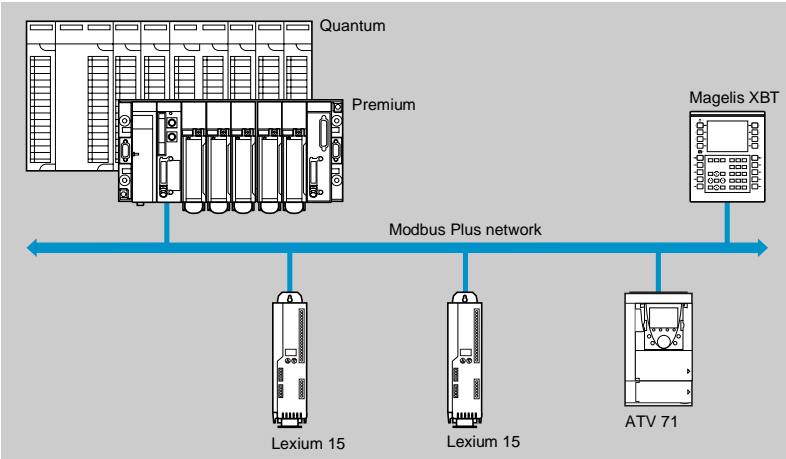 Quantum
Premium
Magelis XBT
Modbus Plus network
Lexium 15
Lexium 15
ATV 71